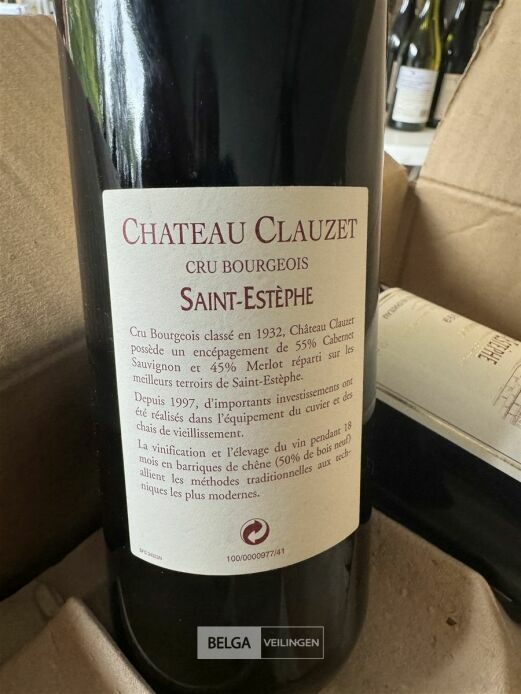 CHATEAU CLAUZET
CRU BOURGEOIS
SAINT-ESTÈPHE
Cru Bourgeois classé en 1932, Château Clauzet
possède un encépagement de 55% Cabernet
Sauvignon et 45% Merlot réparti sur les
meilleurs terroirs de Saint-Estèphe.
Depuis 1997, d'importants investissements ont
été réalisés dans l'équipement du cuvier et des
chais de vieillissement.
La vinification et l'élevage du vin pendant 18
mois en barriques de chêne (50% de bois neuf)
allient les méthodes traditionnelles aux tech-
niques les plus modernes.
100/0000977/41
BELGA VEILINGEN